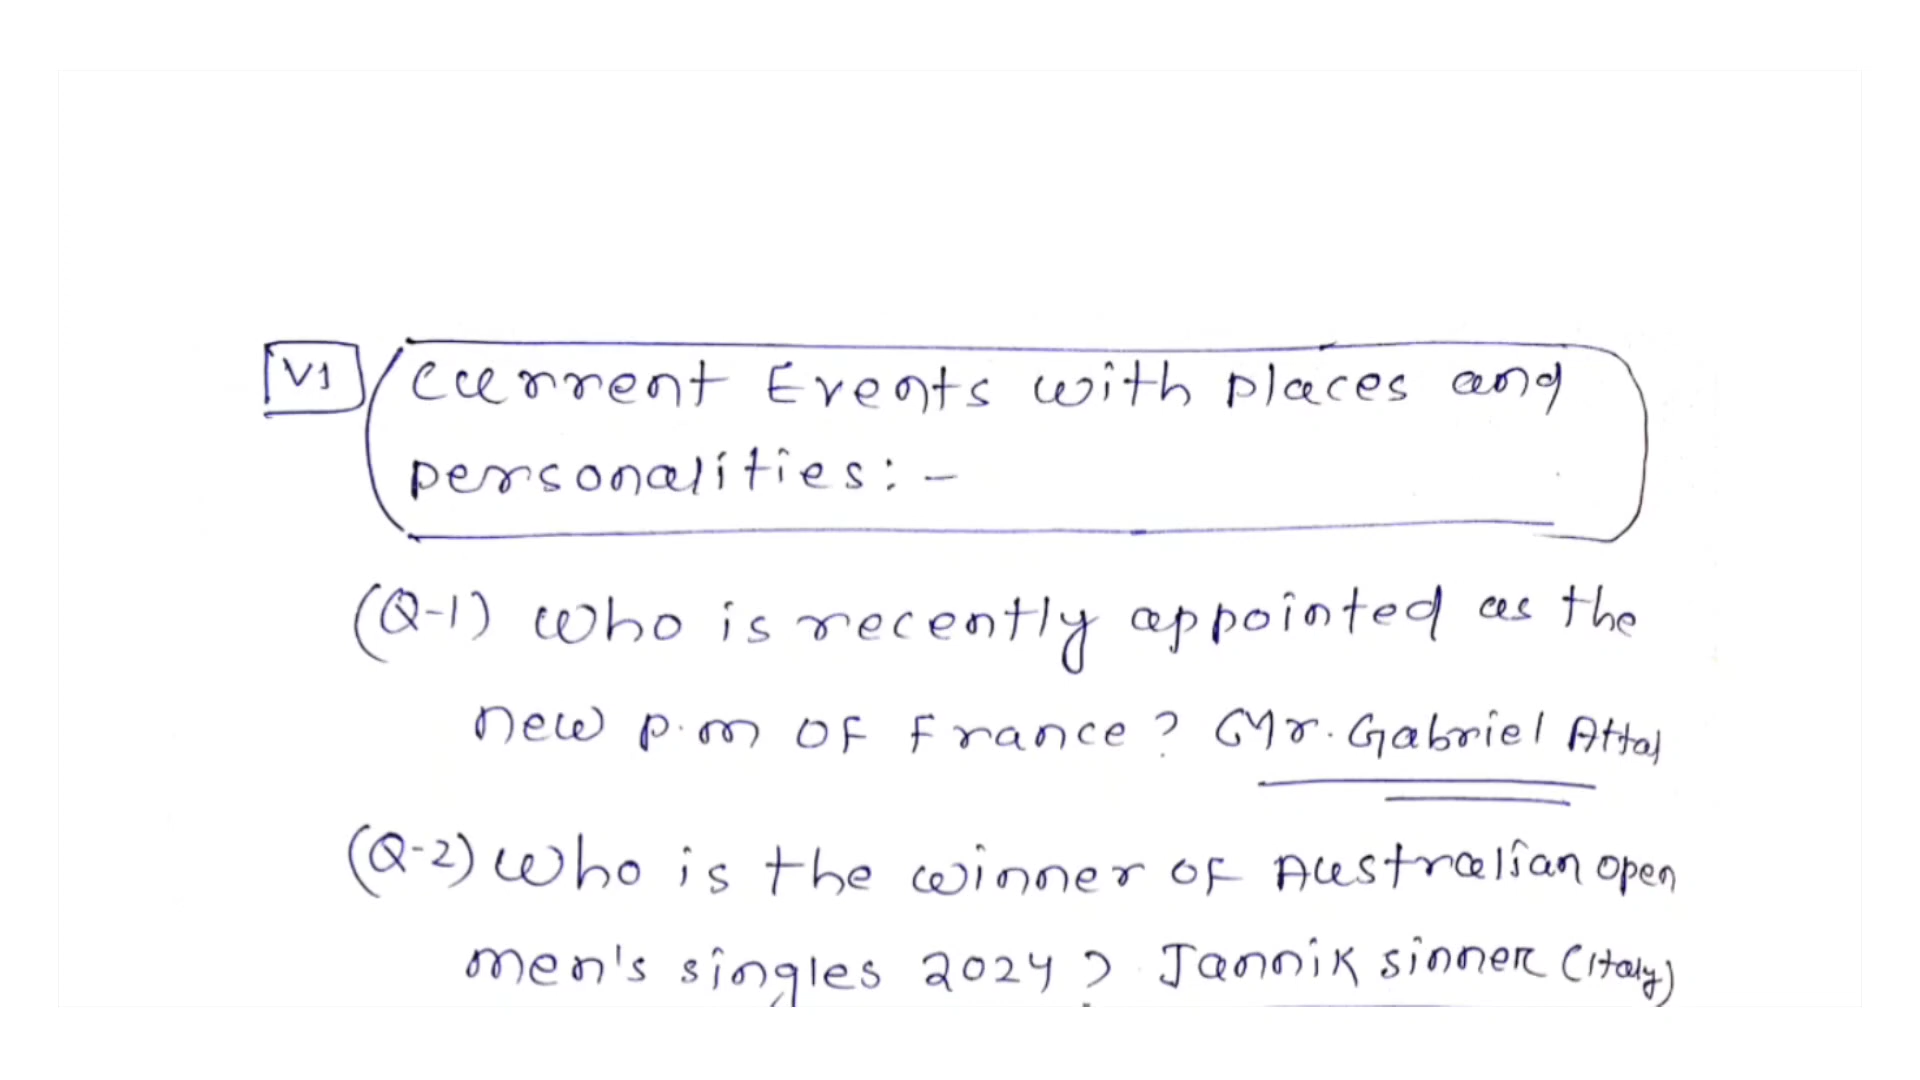 V1 Current Events with places and
personalities:-
(Q-1) who is recently appointed as the
new p.m OF France? Mr. Gabriel Attal
(Q-2) who is the winner OF Australian open
men's singles 2024? Jannik sinner (Italy)